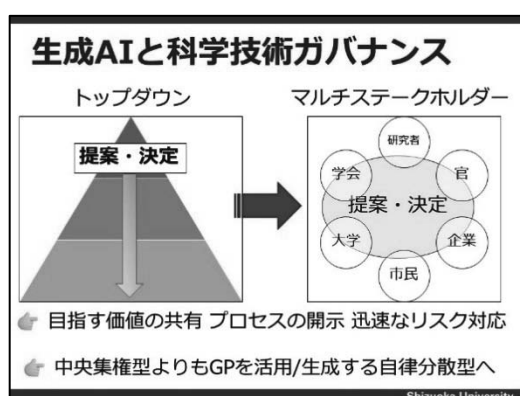 生成AIと科学技術ガバナンス
トップダウン
マルチステークホルダー
提案・決定
研究者
学会
官
提案・決定
大学
企業
市民
目指す価値の共有 プロセスの開示 迅速なリスク対応
中央集権型よりもGPを活用/生成する自律分散型へ
Shizuoka University